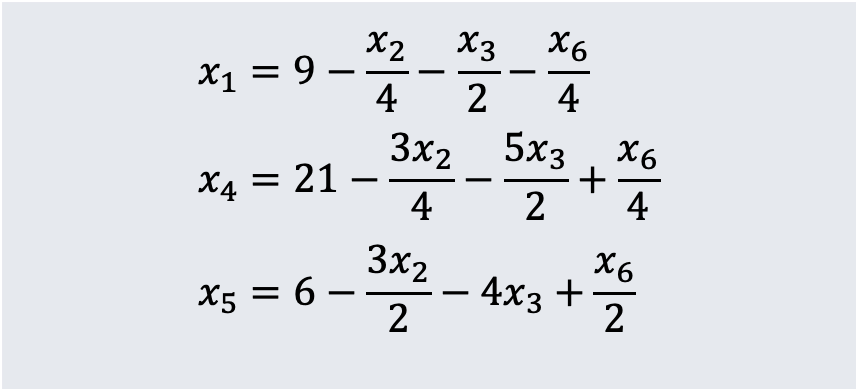 x₁ = 9 − x₂/4 − x₃/2 − x₆/4
x₄ = 21 − 3x₂/4 − 5x₃/2 + x₆/4
x₅ = 6 − 3x₂/2 − 4x₃ + x₆/2